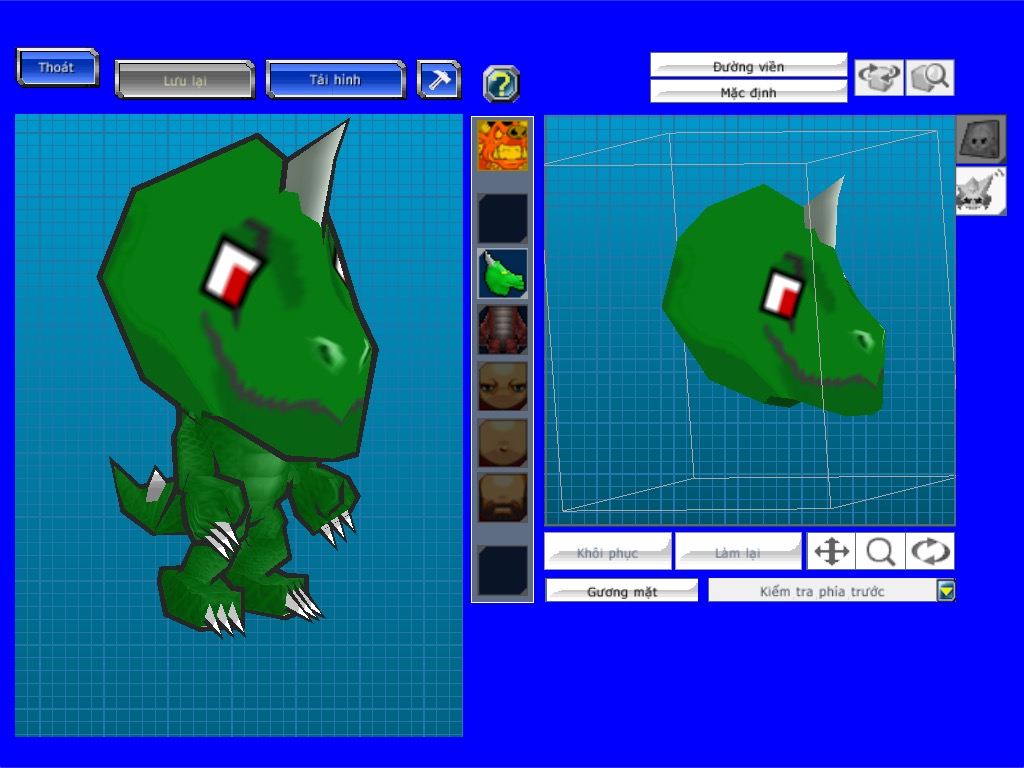 Thoát
Lưu lại
Tải hình
Đường viền
Mặc định
Khôi phục
Làm lại
Gương mặt
Kiểm tra phía trước